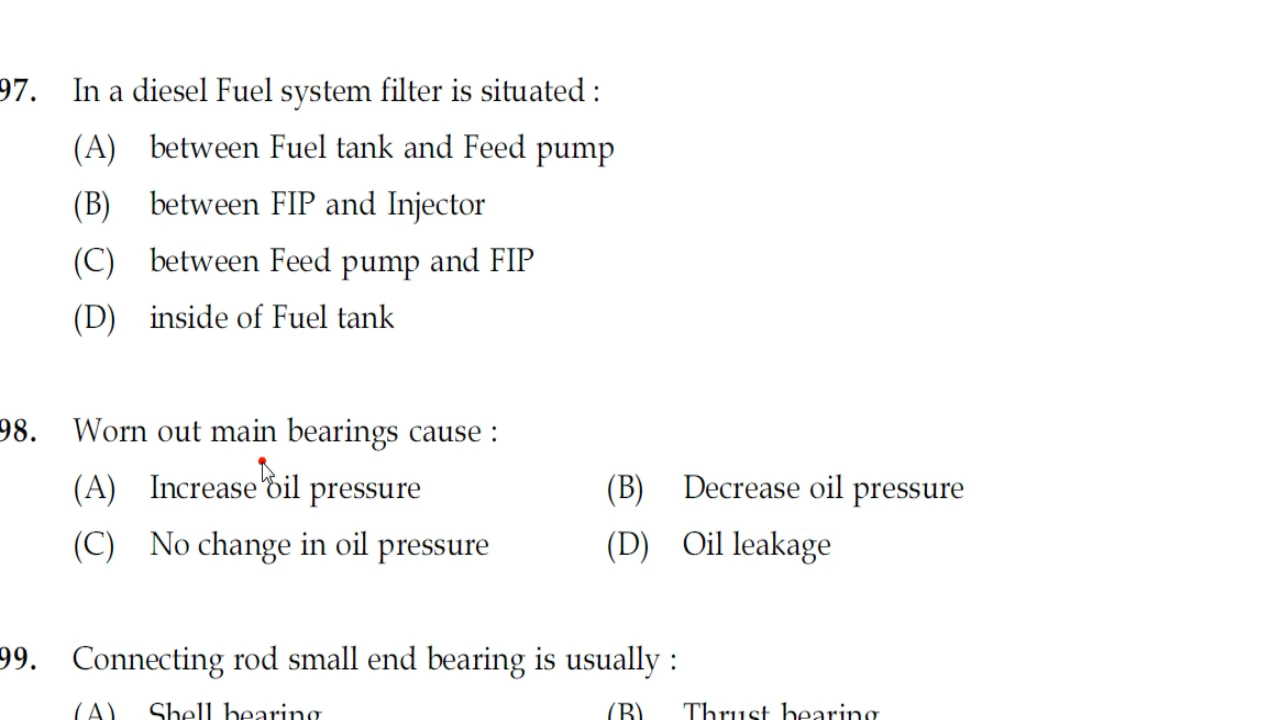 97. In a diesel Fuel system filter is situated :
(A) between Fuel tank and Feed pump
(B) between FIP and Injector
(C) between Feed pump and FIP
(D) inside of Fuel tank
98. Worn out main bearings cause :
(A) Increase oil pressure (B) Decrease oil pressure
(C) No change in oil pressure (D) Oil leakage
99. Connecting rod small end bearing is usually :
(A) Shell bearing (B) Thrust bearing